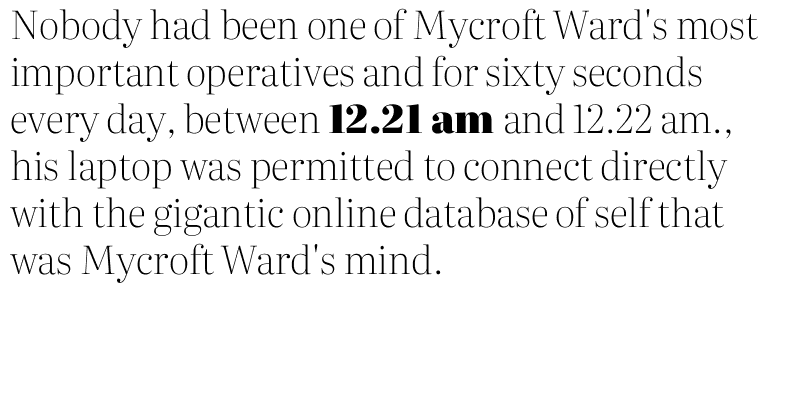 Nobody had been one of Mycroft Ward's most
important operatives and for sixty seconds
every day, between 12.21 am and 12.22 am.,
his laptop was permitted to connect directly
with the gigantic online database of self that
was Mycroft Ward's mind.